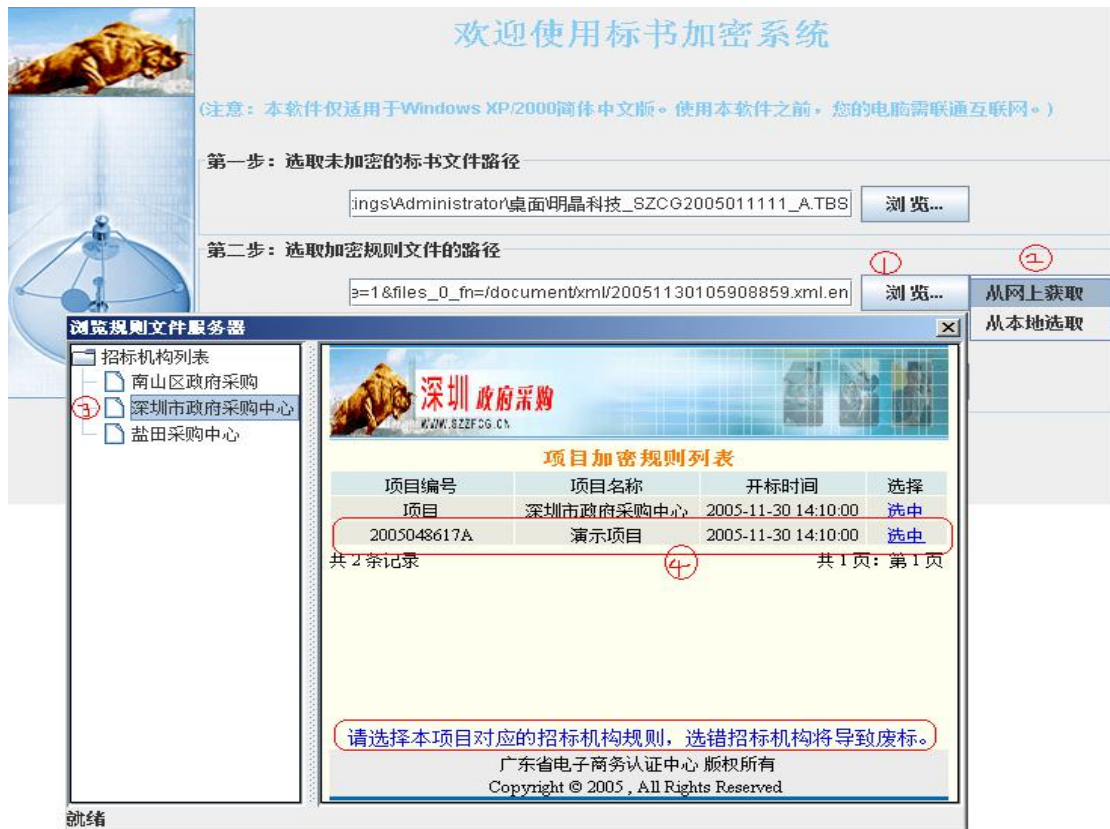 欢迎使用标书加密系统
(注意：本软件仅适用于Windows XP/2000简体中文版。使用本软件之前，您的电脑需联通互联网。)
第一步：选取未加密的标书文件路径
:ings\Administrator\桌面\明晶科技_SZCG2005011111_A.TBS
浏 览...
第二步：选取加密规则文件的路径
①
②
e=1&files_0_fn=/document/xml/20051130105908859.xml.en
浏 览...
从网上获取
从本地选取
浏览规则文件服务器
招标机构列表
南山区政府采购
③
深圳市政府采购中心
盐田采购中心
深圳 政府采购
WWW.SZZFCG.CN
项目加密规则列表
项目编号 项目名称 开标时间 选择
项目 深圳市政府采购中心 2005-11-30 14:10:00 选中
2005048617A 演示项目 2005-11-30 14:10:00 选中
④
共 2 条记录 共 1 页：第 1 页
请选择本项目对应的招标机构规则，选错招标机构将导致废标。
广东省电子商务认证中心 版权所有
Copyright © 2005 , All Rights Reserved
就绪